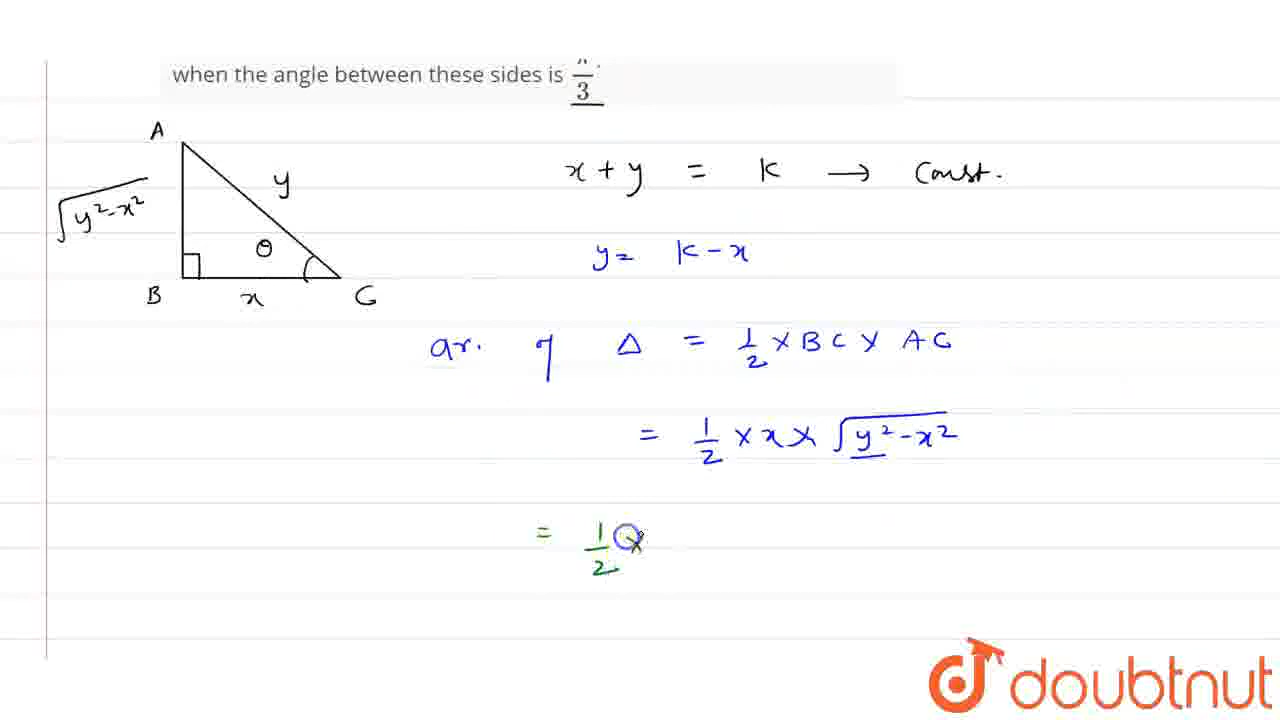 when the angle between these sides is π/3.
A
y
x + y = k → Const.
√y²-x²
θ
y = k - x
B
x
C
ar. of Δ = 1/2 × BC × AC
= 1/2 × x × √y² - x²
= 1/2 x
doubtnut